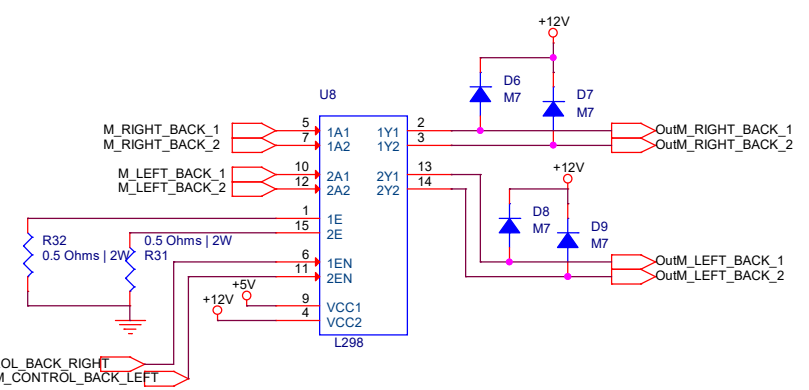 +12V
D6
M7
D7
M7
U8
M_RIGHT_BACK_1
5
1A1
1Y1
2
OutM_RIGHT_BACK_1
M_RIGHT_BACK_2
7
1A2
1Y2
3
OutM_RIGHT_BACK_2
+12V
M_LEFT_BACK_1
10
2A1
2Y1
13
M_LEFT_BACK_2
12
2A2
2Y2
14
D8
M7
D9
M7
1
1E
15
2E
R32
0.5 Ohms | 2W
0.5 Ohms | 2W
R31
6
1EN
11
2EN
OutM_LEFT_BACK_1
OutM_LEFT_BACK_2
+5V
+12V
9
VCC1
4
VCC2
L298
OL_BACK_RIGHT
M_CONTROL_BACK_LEFT